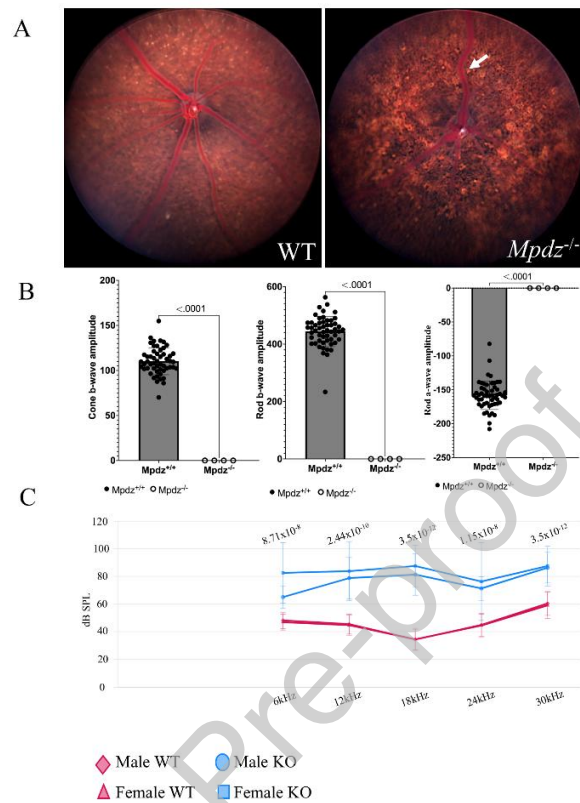 A
WT
Mpdz-/-
B
Cone b-wave amplitude
200
150
100
50
0
<.0001
Mpdz+/+
Mpdz-/-
● Mpdz+/+ ○ Mpdz-/-
Rod b-wave amplitude
600
400
200
0
<.0001
Mpdz+/+
Mpdz-/-
● Mpdz+/+ ○ Mpdz-/-
Rod a-wave amplitude
0
-50
-100
-150
-200
-250
<.0001
Mpdz+/+
Mpdz-/-
● Mpdz+/+ ○ Mpdz-/-
C
dB SPL
120
100
80
60
40
20
0
8.71x10-8
2.44x10-10
3.5x10-12
1.15x10-8
3.5x10-12
6kHz
12kHz
18kHz
24kHz
30kHz
Male WT
Male KO
Female WT
Female KO
Pre-proof